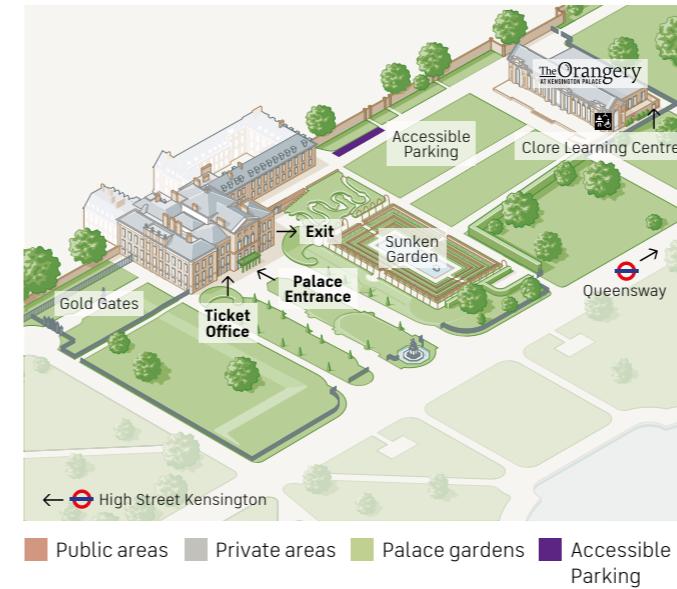 The Orangery
AT KENSINGTON PALACE
Clore Learning Centre
Accessible
Parking
Exit
Sunken
Garden
Queensway
Palace
Entrance
Gold Gates
Ticket
Office
High Street Kensington
Public areas
Private areas
Palace gardens
Accessible
Parking